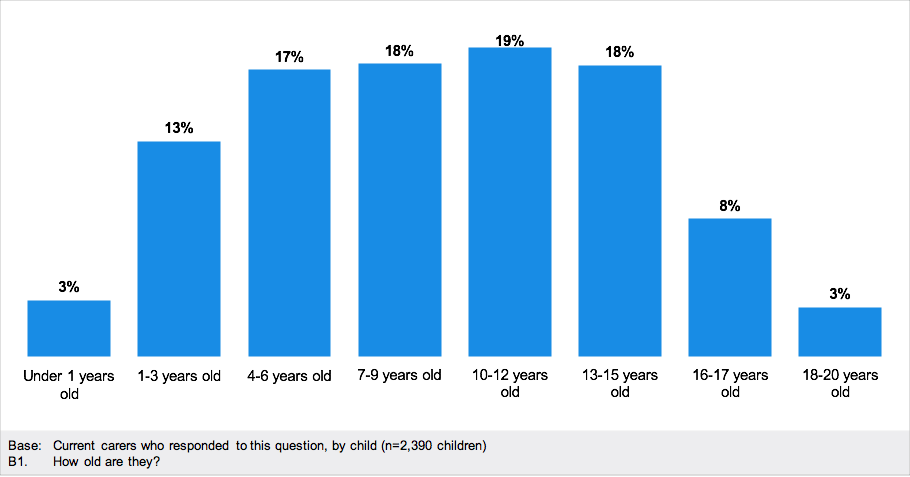 3%
13%
17%
18%
19%
18%
8%
3%
Under 1 years
old
1-3 years old
4-6 years old
7-9 years old
10-12 years
old
13-15 years
old
16-17 years
old
18-20 years
old
Base: Current carers who responded to this question, by child (n=2,390 children)
B1. How old are they?